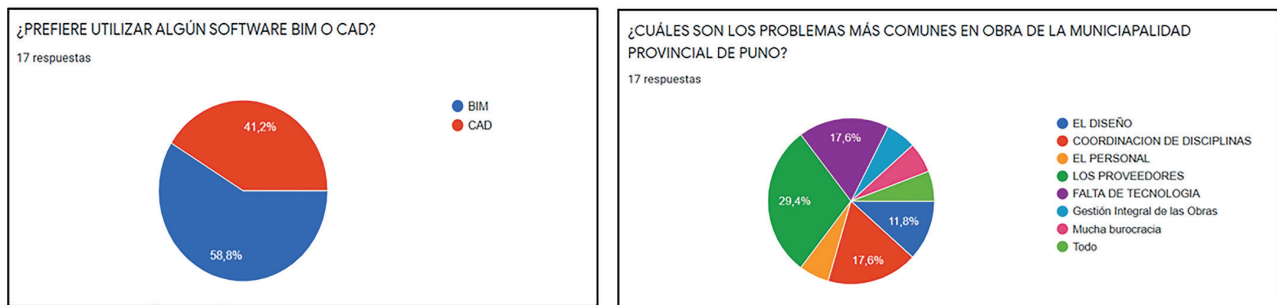 ¿PREFIERE UTILIZAR ALGÚN SOFTWARE BIM O CAD?
17 respuestas
BIM
CAD
41,2%
58,8%
¿CUÁLES SON LOS PROBLEMAS MÁS COMUNES EN OBRA DE LA MUNICIAPALIDAD
PROVINCIAL DE PUNO?
17 respuestas
EL DISEÑO
COORDINACION DE DISCIPLINAS
EL PERSONAL
LOS PROVEEDORES
FALTA DE TECNOLOGIA
Gestión Integral de las Obras
Mucha burocracia
Todo
17,6%
29,4%
11,8%
17,6%